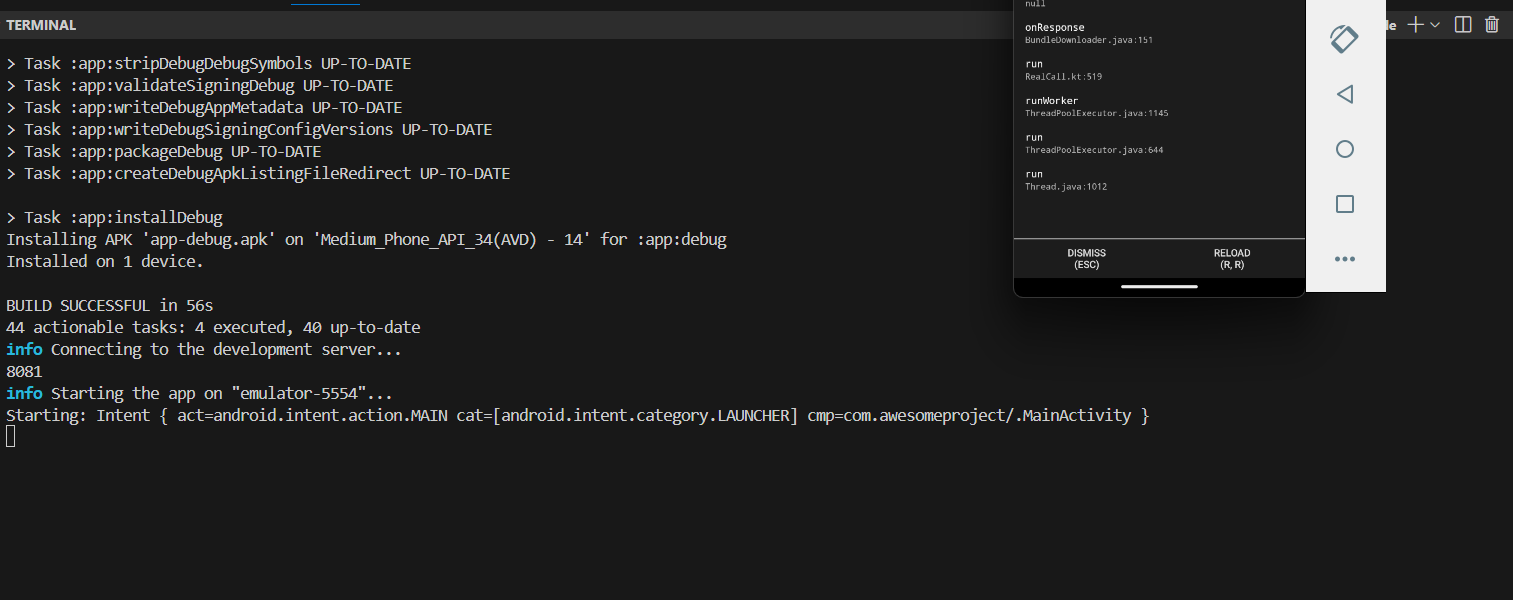 TERMINAL
> Task :app:stripDebugDebugSymbols UP-TO-DATE
> Task :app:validateSigningDebug UP-TO-DATE
> Task :app:writeDebugAppMetadata UP-TO-DATE
> Task :app:writeDebugSigningConfigVersions UP-TO-DATE
> Task :app:packageDebug UP-TO-DATE
> Task :app:createDebugApkListingFileRedirect UP-TO-DATE
> Task :app:installDebug
Installing APK 'app-debug.apk' on 'Medium_Phone_API_34(AVD) - 14' for :app:debug
Installed on 1 device.
BUILD SUCCESSFUL in 56s
44 actionable tasks: 4 executed, 40 up-to-date
info Connecting to the development server...
8081
info Starting the app on "emulator-5554"...
Starting: Intent { act=android.intent.action.MAIN cat=[android.intent.category.LAUNCHER] cmp=com.awesomeproject/.MainActivity }
null
onResponse
BundleDownloader.java:151
run
RealCall.kt:519
runWorker
ThreadPoolExecutor.java:1145
run
ThreadPoolExecutor.java:644
run
Thread.java:1012
DISMISS
(ESC)
RELOAD
(R, R)
le